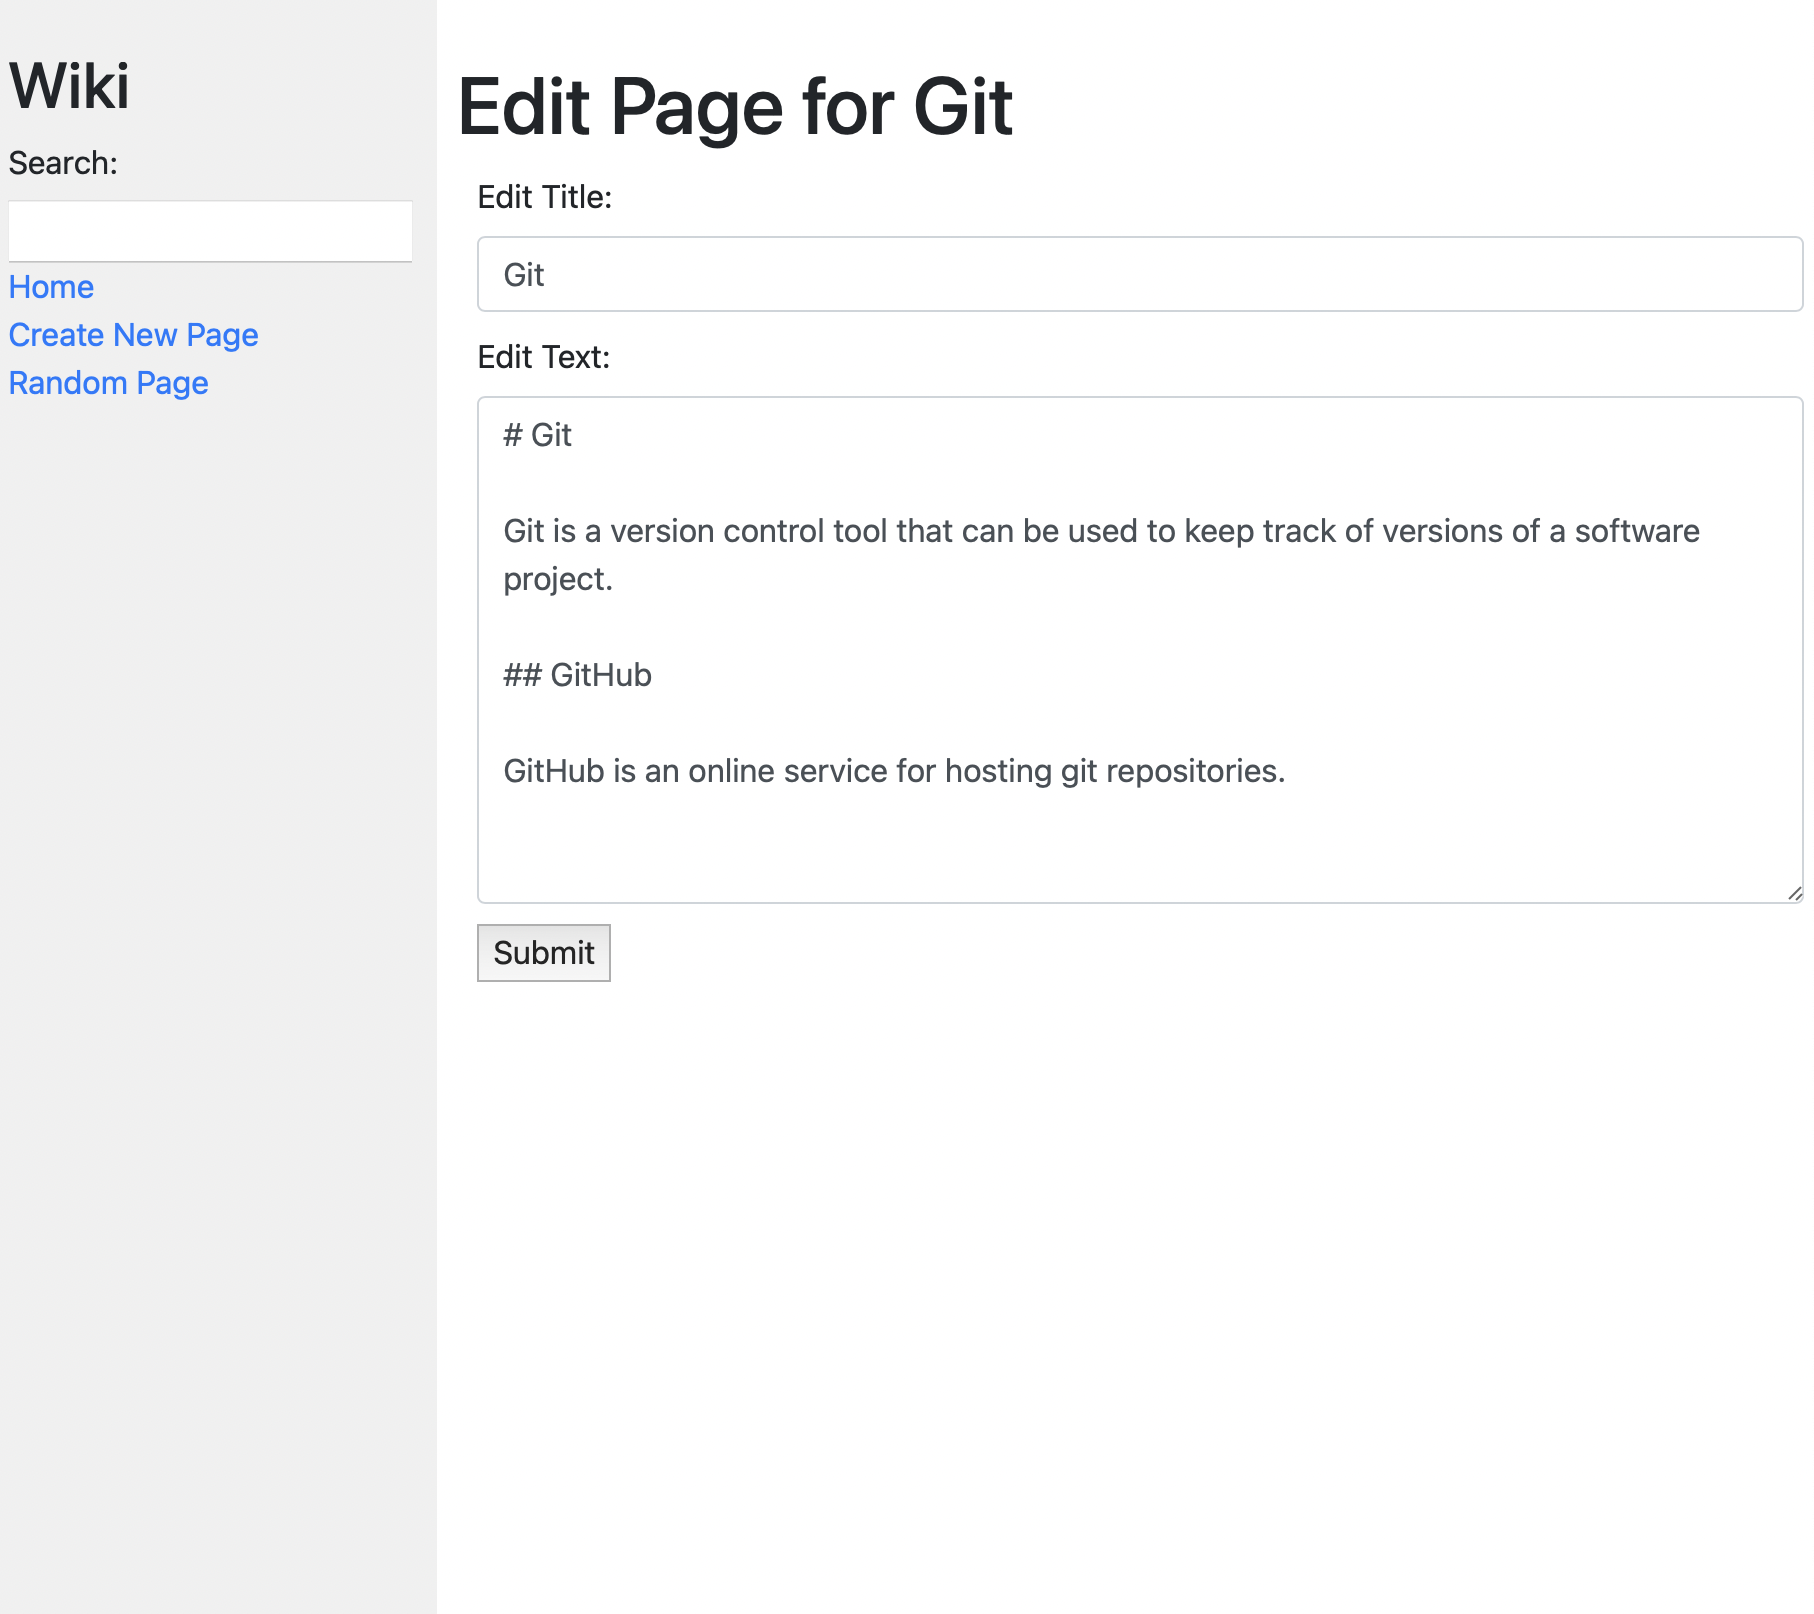 Wiki
Search:
Home
Create New Page
Random Page
Edit Page for Git
Edit Title:
Git
Edit Text:
# Git
Git is a version control tool that can be used to keep track of versions of a software
project.
## GitHub
GitHub is an online service for hosting git repositories.
Submit